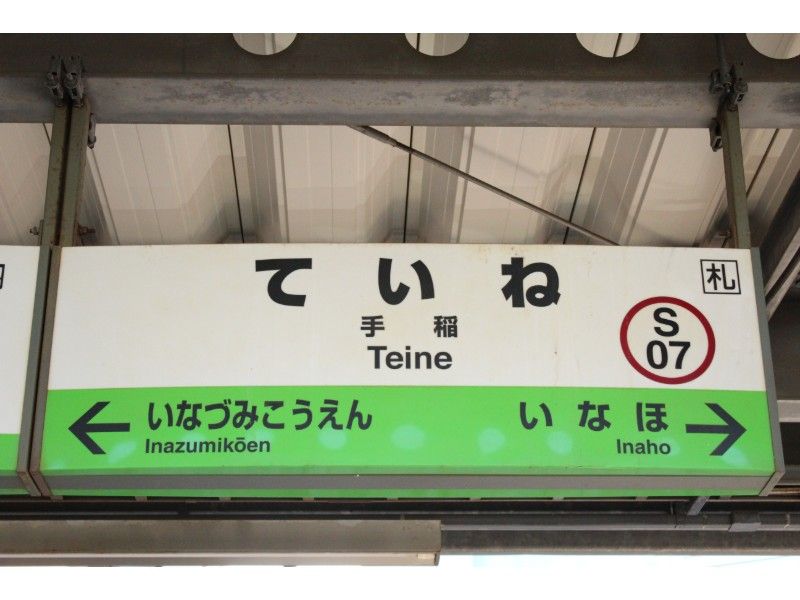 ていね
札
手稲
S
07
Teine
いなづみこうえん
いなほ
Inazumikōen
Inaho